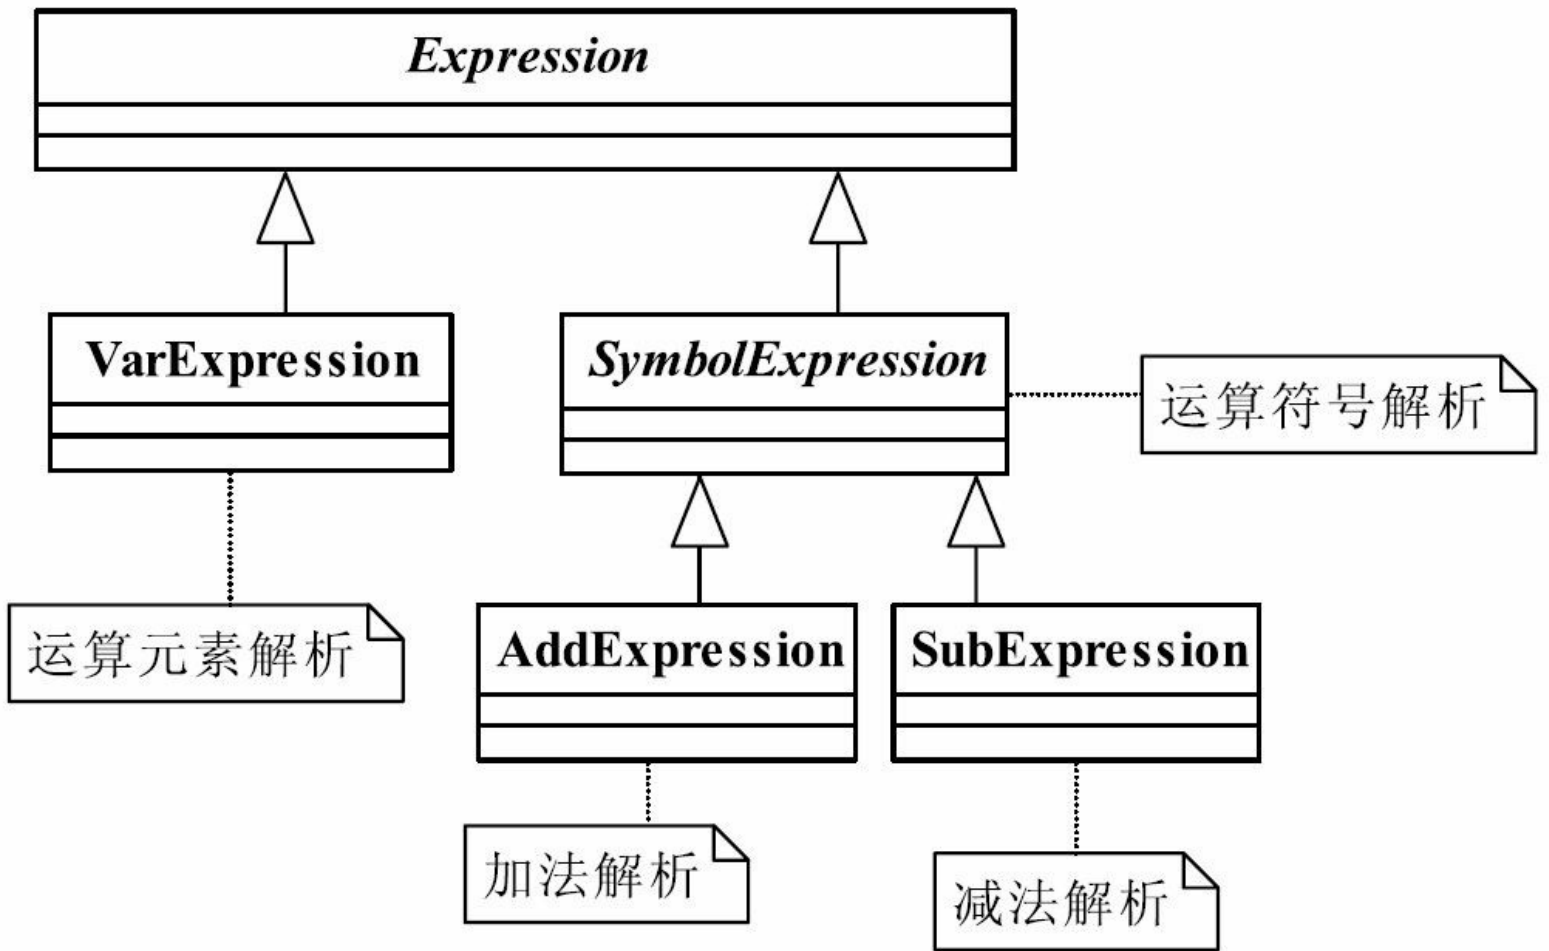 Expression
VarExpression
SymbolExpression
运算符号解析
运算元素解析
AddExpression
SubExpression
加法解析
减法解析